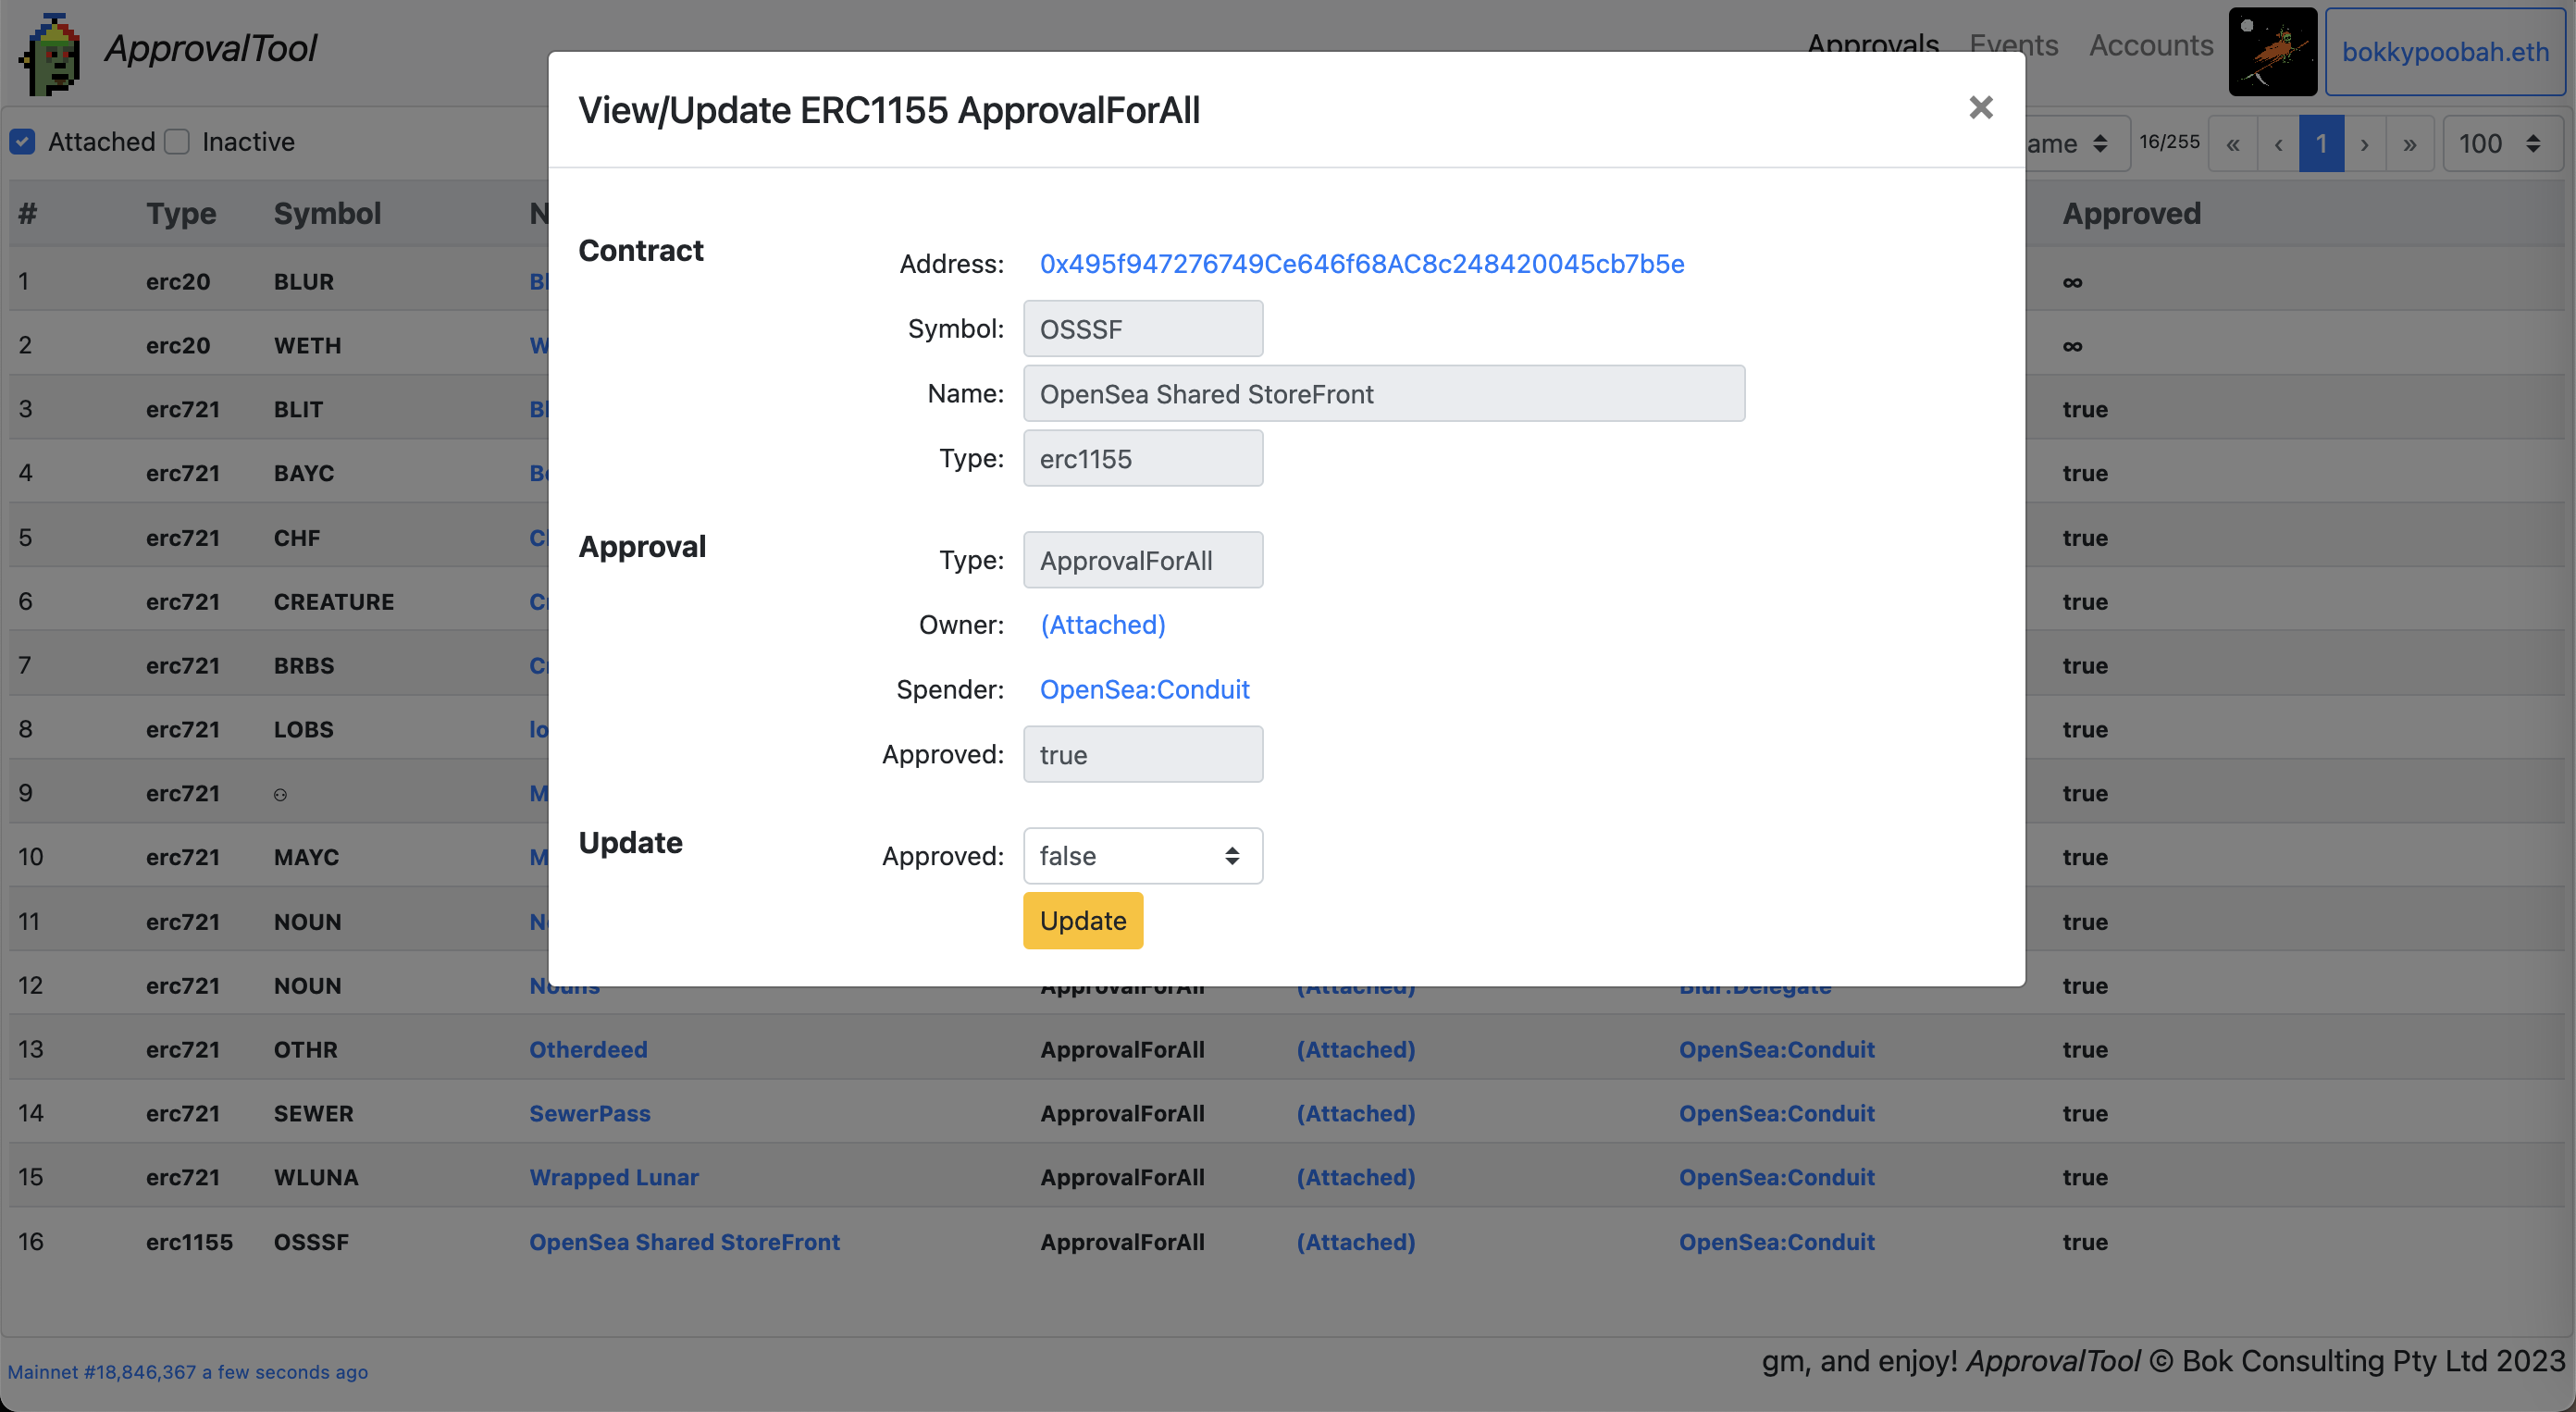 ApprovalTool
Approvals Events Accounts bokkypoobah.eth
Attached Inactive
16/255 « ‹ 1 › » 100
# Type Symbol Approved
1 erc20 BLUR ∞
2 erc20 WETH ∞
3 erc721 BLIT true
4 erc721 BAYC true
5 erc721 CHF true
6 erc721 CREATURE true
7 erc721 BRBS true
8 erc721 LOBS true
9 erc721 ⚇ true
10 erc721 MAYC true
11 erc721 NOUN true
12 erc721 NOUN Nouns ApprovalForAll (Attached) Blur:Delegate true
13 erc721 OTHR Otherdeed ApprovalForAll (Attached) OpenSea:Conduit true
14 erc721 SEWER SewerPass ApprovalForAll (Attached) OpenSea:Conduit true
15 erc721 WLUNA Wrapped Lunar ApprovalForAll (Attached) OpenSea:Conduit true
16 erc1155 OSSSF OpenSea Shared StoreFront ApprovalForAll (Attached) OpenSea:Conduit true
View/Update ERC1155 ApprovalForAll ×
Contract
Address: 0x495f947276749Ce646f68AC8c248420045cb7b5e
Symbol: OSSSF
Name: OpenSea Shared StoreFront
Type: erc1155
Approval
Type: ApprovalForAll
Owner: (Attached)
Spender: OpenSea:Conduit
Approved: true
Update
Approved: false
Update
Mainnet #18,846,367 a few seconds ago
gm, and enjoy! ApprovalTool © Bok Consulting Pty Ltd 2023